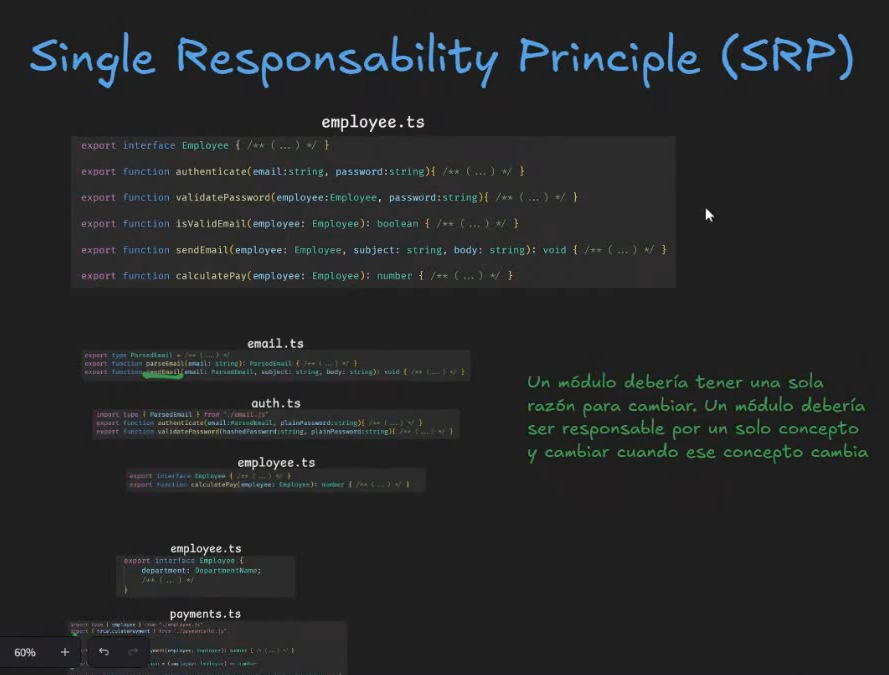 Single Responsability Principle (SRP)
employee.ts
export interface Employee { /** (...) */ }
export function authenticate(email:string, password:string){ /** (...) */ }
export function validatePassword(employee:Employee, password:string){ /** (...) */ }
export function isValidEmail(employee: Employee): boolean { /** (...) */ }
export function sendEmail(employee: Employee, subject: string, body: string): void { /** (...) */ }
export function calculatePay(employee: Employee): number { /** (...) */ }
email.ts
export type ParsedEmail = /** (...) */
export function parseEmail(email: string): ParsedEmail { /** (...) */ }
export function sendEmail(email: ParsedEmail, subject: string, body: string): void { /** (...) */ }
auth.ts
import type { ParsedEmail } from "./email.js"
export function authenticate(email:ParsedEmail, plainPassword:string){ /** (...) */ }
export function validatePassword(hashedPassword:string, plainPassword:string){ /** (...) */ }
employee.ts
export interface Employee { /** (...) */ }
export function calculatePay(employee: Employee): number { /** (...) */ }
Un módulo debería tener una sola
razón para cambiar. Un módulo debería
ser responsable por un solo concepto
y cambiar cuando ese concepto cambia
employee.ts
export interface Employee {
department: DepartmentName;
/** (...) */
}
payments.ts
import type { employee } from "./employee.js"
(employee: Employee): number { /** (...) */ }
(employee: Employee) => number
60%